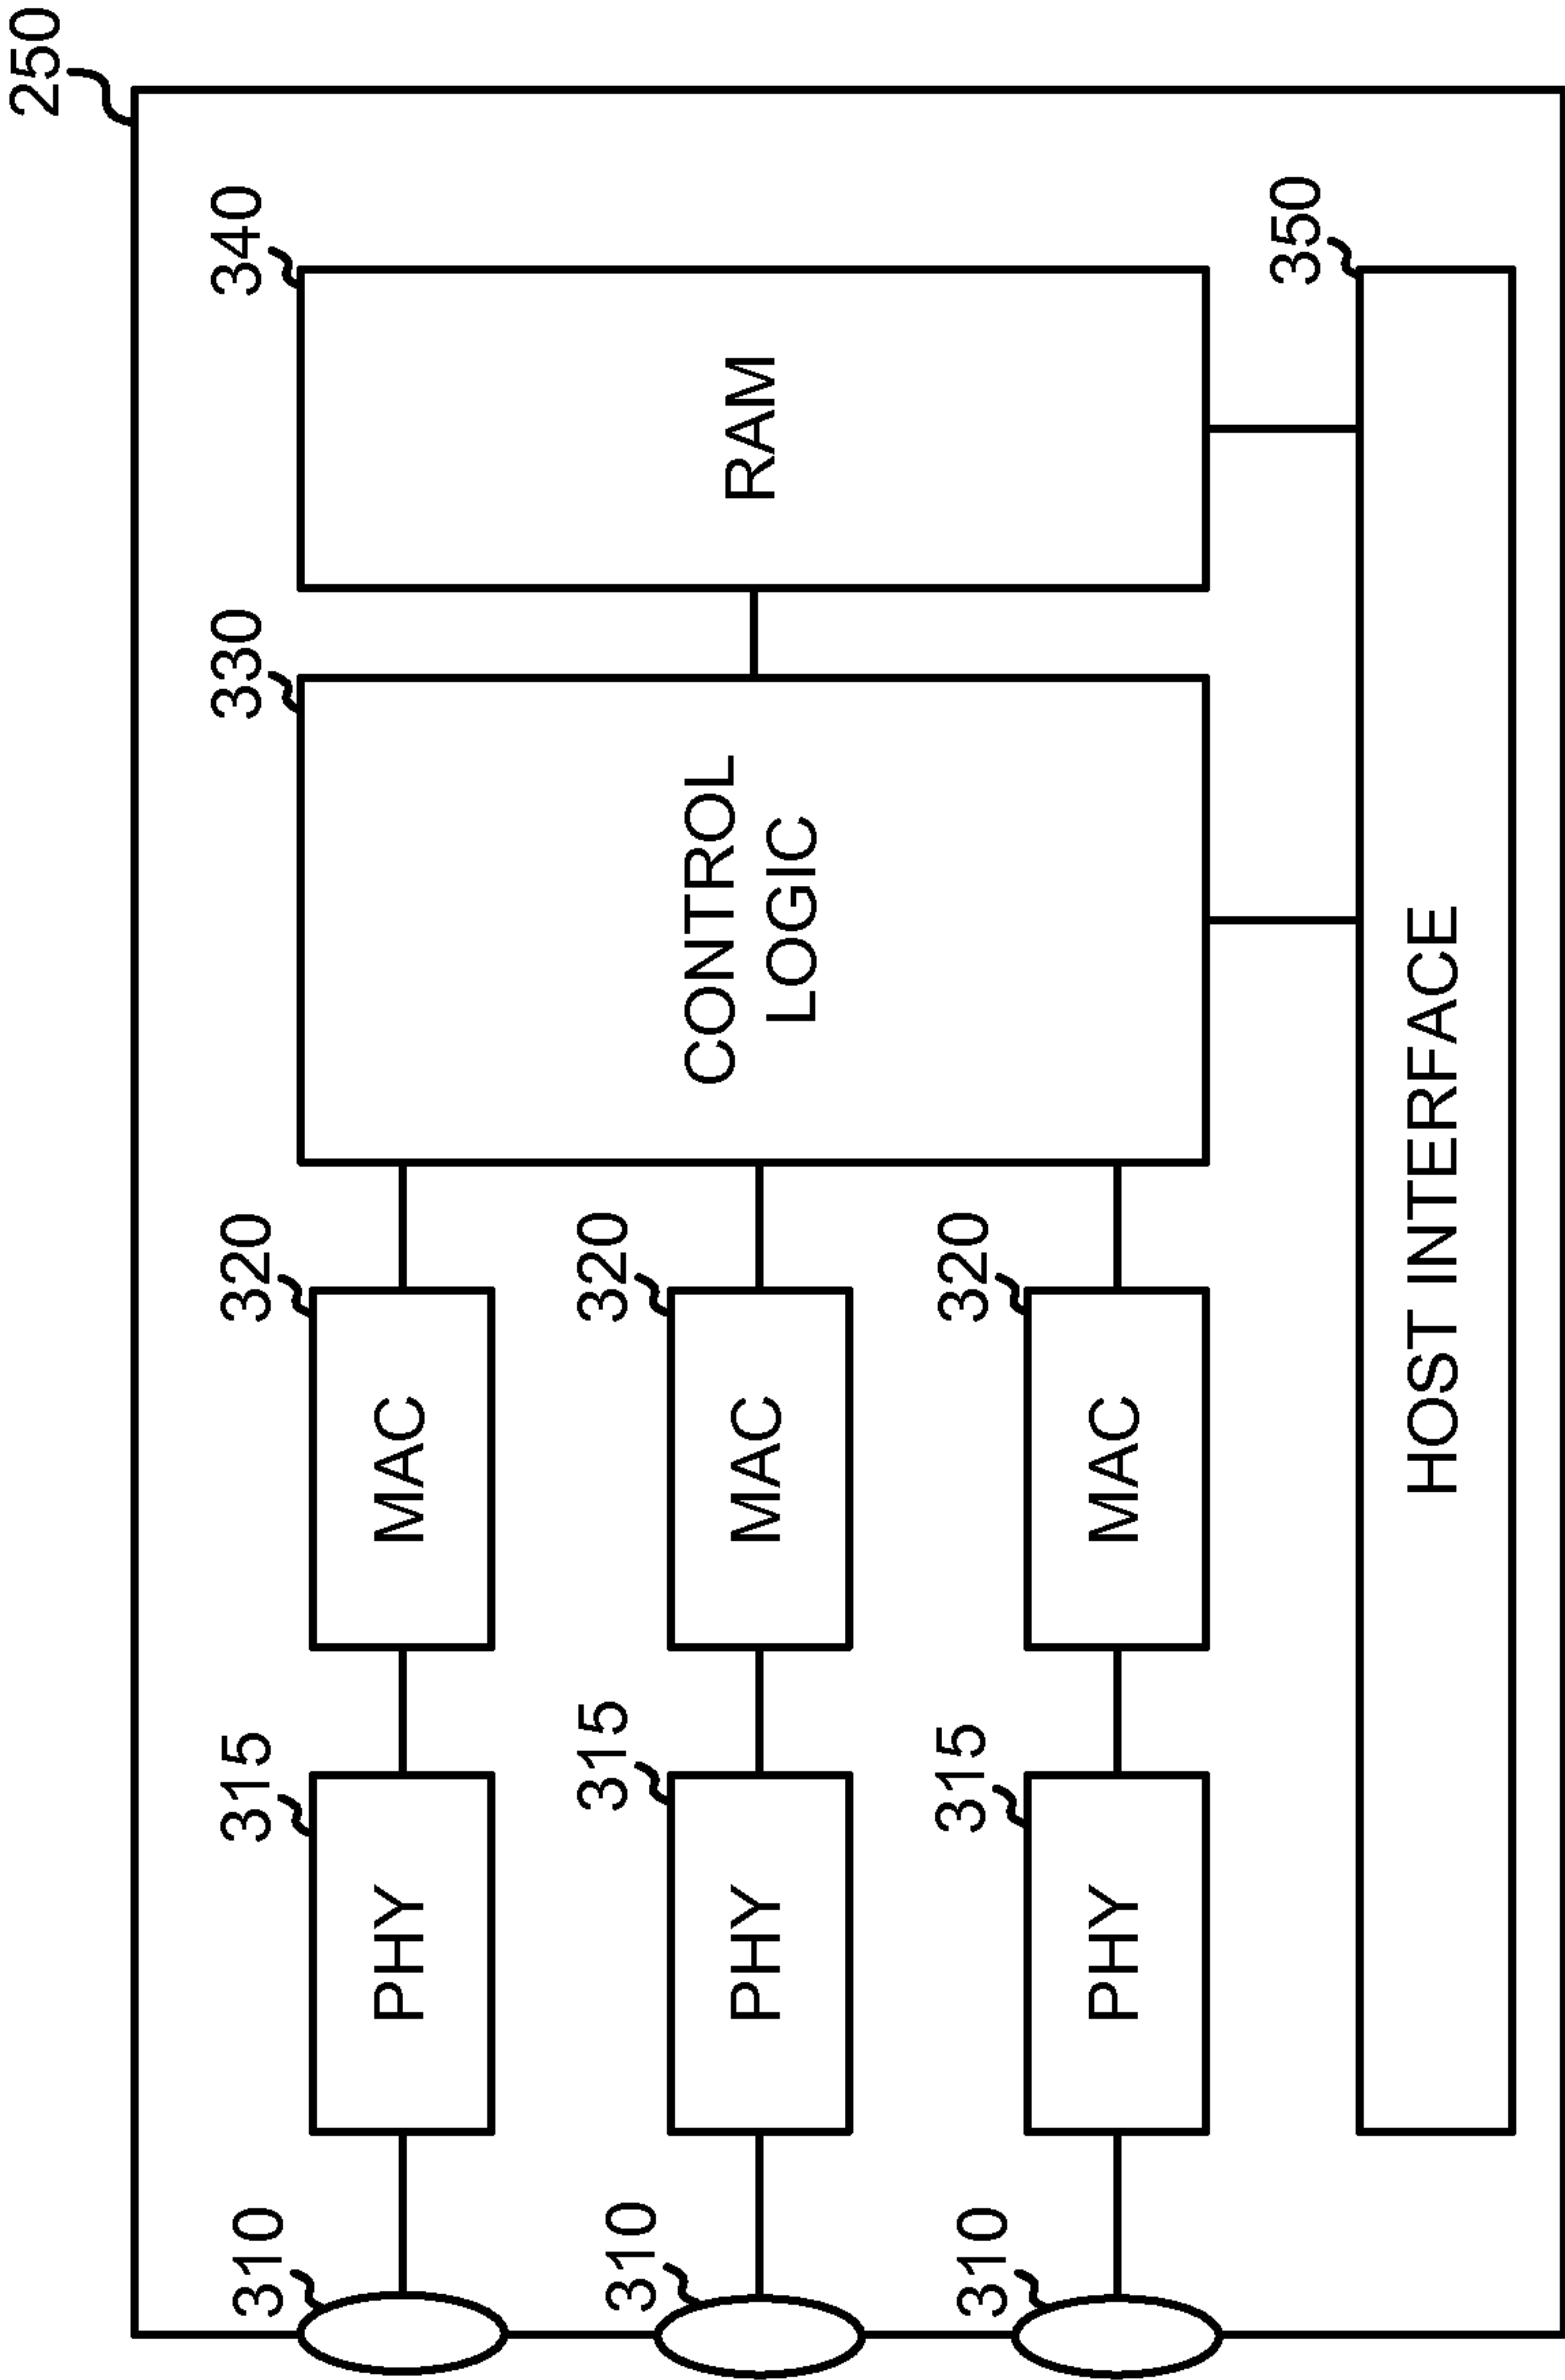 250
340
330
350
RAM
CONTROL
LOGIC
320
320
320
MAC
MAC
MAC
315
315
315
PHY
PHY
PHY
310
310
310
HOST INTERFACE